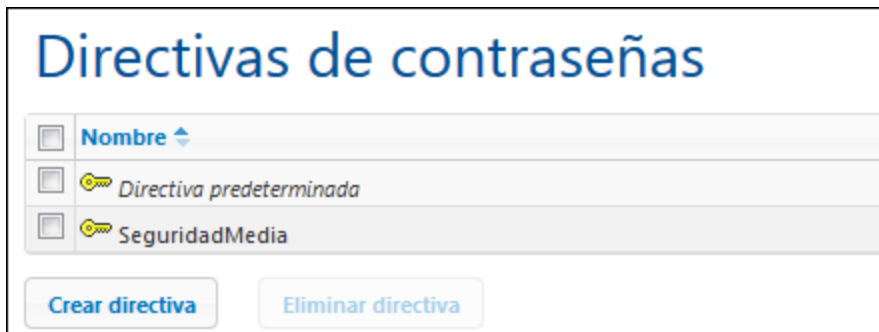 Directivas de contraseñas
Nombre
Directiva predeterminada
SeguridadMedia
Crear directiva Eliminar directiva